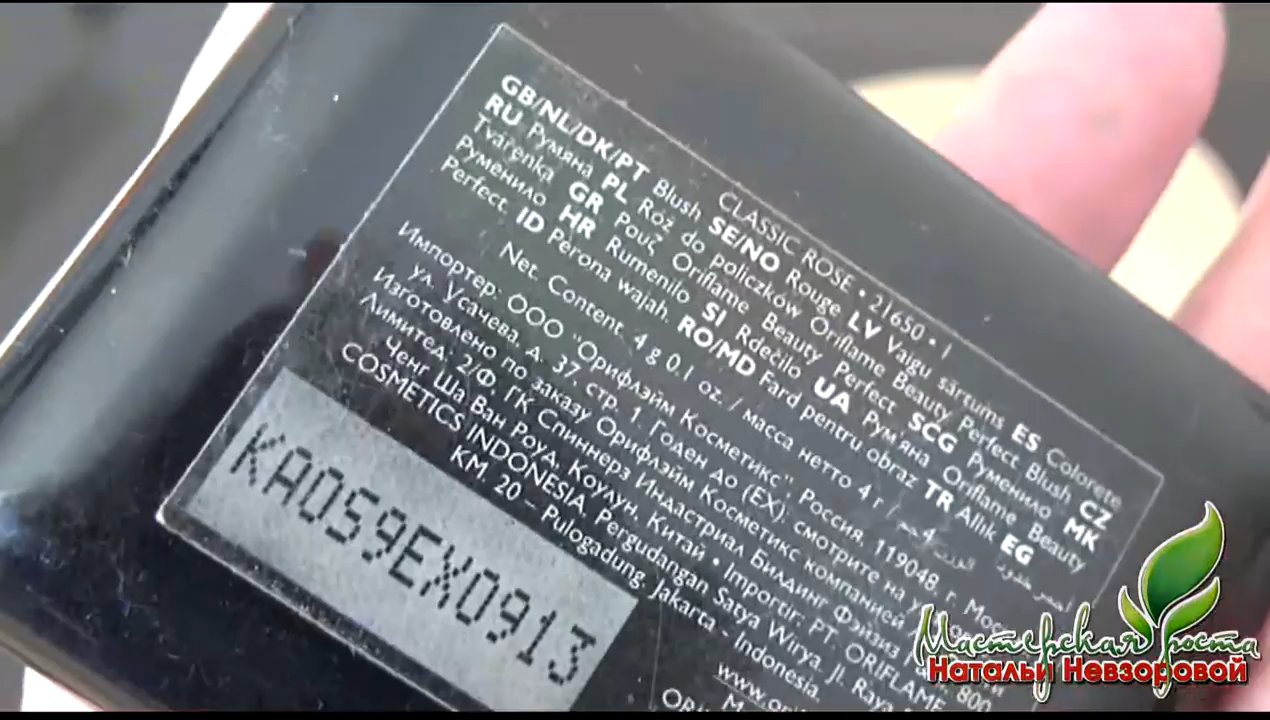 CLASSIC ROSE • 21650 • 1
GB/NL/DK/PT Blush SE/NO Rouge LV Vaigu sārtums ES Colorete
RU Румяна PL Róż do policzków Oriflame Beauty Perfect. Blush CZ
Tvářenka GR Ρουζ Oriflame Beauty Perfect. SCG Руменило MK
Руменило HR Rumenilo SI Rdečilo UA Рум'яна Oriflame Beauty
Perfect. ID Perona wajah. RO/MD Fard pentru obraz TR Allık EG
Net. Content. 4 g 0.1 oz. / масса нетто 4 г /
Импортер: ООО "Орифлэйм Косметикс", Россия, 119048, г.
ул. Усачева, д. 37, стр. 1. Годен до (EX): смотрите на
Изготовлено по заказу Орифлэйм Косметикс компанией
Лимитед: 2/Ф, ГК Спиннерз Индастриал Билдинг Фэйзиз
Ченг Ша Ван Роуд, Коулун, Китай • Importir: PT. ORIFLAME
COSMETICS INDONESIA, Pergudangan Satya Wirya. Jl. Raya
KM. 20 – Pulogadung, Jakarta - Indonesia.
KA059EX0913
Мастерская роста
Натальи Невзоровой